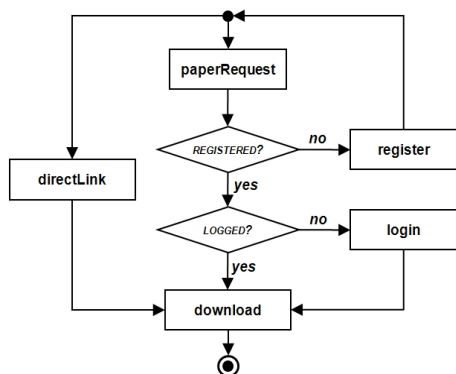 paperRequest
REGISTERED?
no
register
directLink
yes
LOGGED?
no
login
yes
download